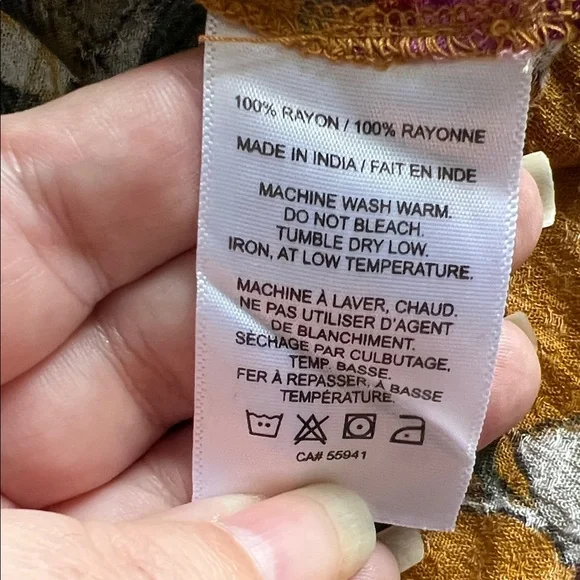 100% RAYON / 100% RAYONNE
MADE IN INDIA / FAIT EN INDE
MACHINE WASH WARM.
DO NOT BLEACH.
TUMBLE DRY LOW.
IRON, AT LOW TEMPERATURE.
MACHINE À LAVER, CHAUD.
NE PAS UTILISER D'AGENT
DE BLANCHIMENT.
SÉCHAGE PAR CULBUTAGE,
TEMP. BASSE.
FER À REPASSER, À BASSE
TEMPÉRATURE.
CA# 55941